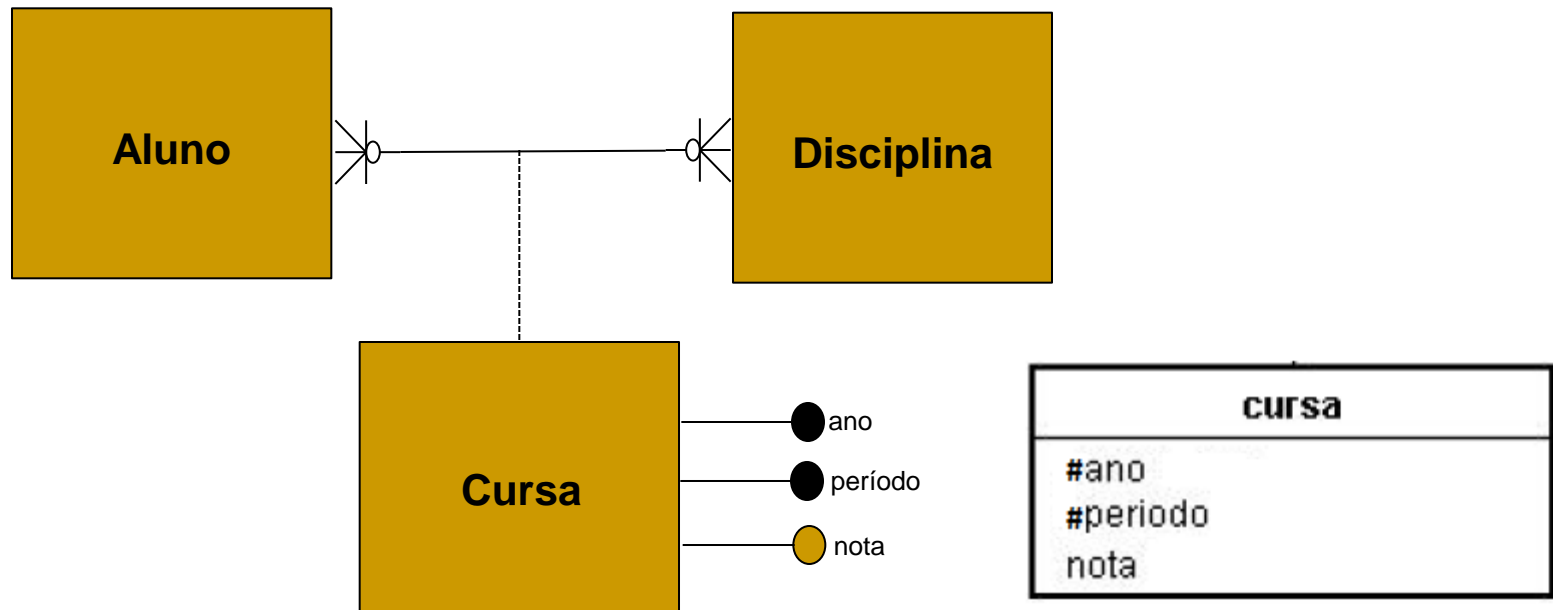 Aluno
Disciplina
Cursa
ano
período
nota
cursa
#ano
#periodo
nota